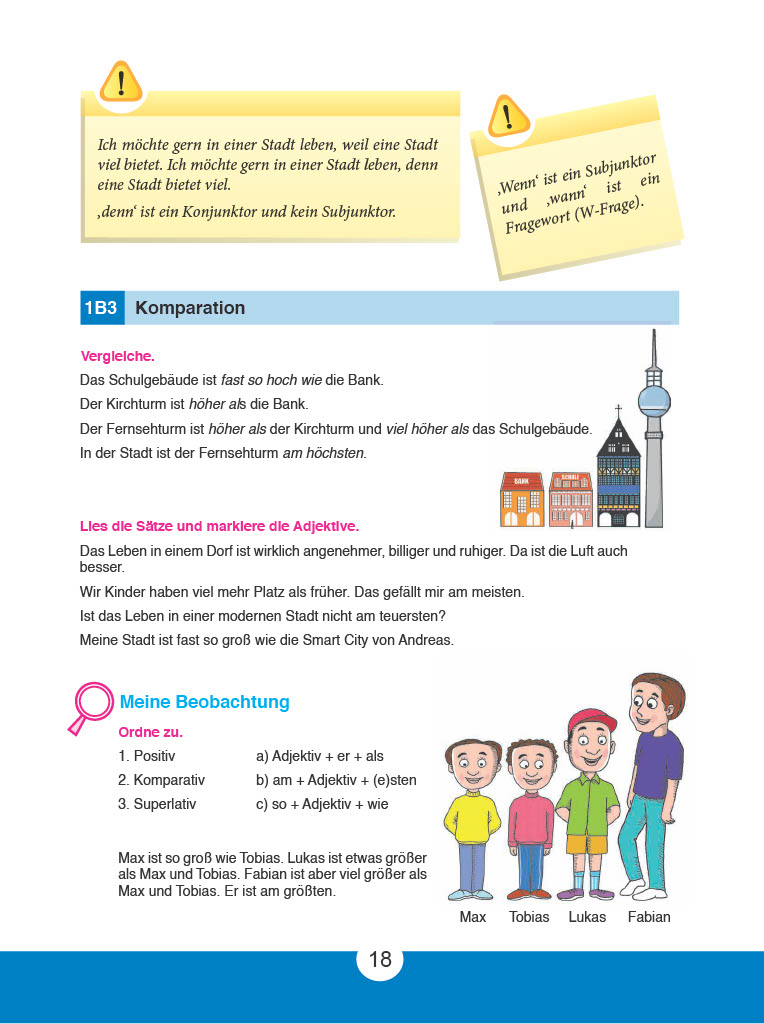 !
Ich möchte gern in einer Stadt leben, weil eine Stadt
viel bietet. Ich möchte gern in einer Stadt leben, denn
eine Stadt bietet viel.
‚denn‘ ist ein Konjunktor und kein Subjunktor.
!
‚Wenn‘ ist ein Subjunktor
und ‚wann‘ ist ein
Fragewort (W-Frage).
1B3 Komparation
Vergleiche.
Das Schulgebäude ist fast so hoch wie die Bank.
Der Kirchturm ist höher als die Bank.
Der Fernsehturm ist höher als der Kirchturm und viel höher als das Schulgebäude.
In der Stadt ist der Fernsehturm am höchsten.
BANK
SCHULE
Lies die Sätze und markiere die Adjektive.
Das Leben in einem Dorf ist wirklich angenehmer, billiger und ruhiger. Da ist die Luft auch
besser.
Wir Kinder haben viel mehr Platz als früher. Das gefällt mir am meisten.
Ist das Leben in einer modernen Stadt nicht am teuersten?
Meine Stadt ist fast so groß wie die Smart City von Andreas.
Meine Beobachtung
Ordne zu.
1. Positiv a) Adjektiv + er + als
2. Komparativ b) am + Adjektiv + (e)sten
3. Superlativ c) so + Adjektiv + wie
Max ist so groß wie Tobias. Lukas ist etwas größer
als Max und Tobias. Fabian ist aber viel größer als
Max und Tobias. Er ist am größten.
Max Tobias Lukas Fabian
18